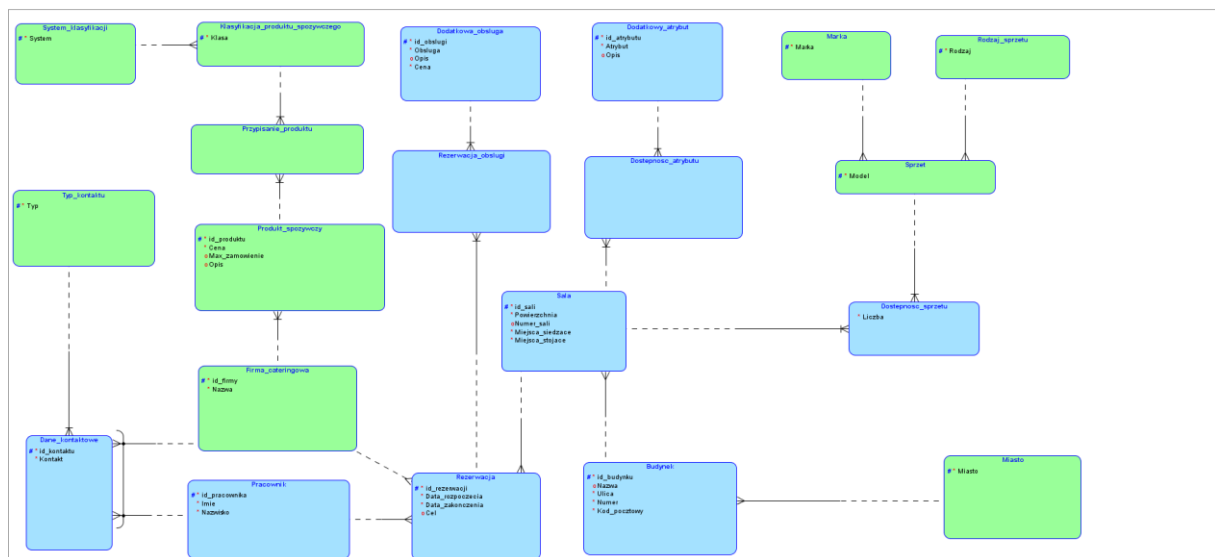 System_klasyfikacji
# * System
Klasyfikacja_produktu_spozywczego
# * Klasa
Dodatkowa_obsluga
# * id_obslugi
* Obsluga
o Opis
* Cena
Dodatkowy_atrybut
# * id_atrybutu
* Atrybut
o Opis
Marka
# * Marka
Rodzaj_sprzetu
# * Rodzaj
Przypisanie_produktu
Rezerwacja_obslugi
Dostepnosc_atrybutu
Sprzet
# * Model
Typ_kontaktu
# * Typ
Produkt_spozywczy
# * id_produktu
* Cena
o Max_zamowienie
o Opis
Sala
# * id_sali
* Powierzchnia
o Numer_sali
* Miejsca_siedzace
* Miejsca_stojace
Dostepnosc_sprzetu
* Liczba
Firma_cateringowa
# * id_firmy
* Nazwa
Dane_kontaktowe
# * id_kontaktu
* Kontakt
Pracownik
# * id_pracownika
* Imie
* Nazwisko
Rezerwacja
# * id_rezerwacji
* Data_rozpoczecia
* Data_zakonczenia
o Cel
Budynek
# * id_budynku
o Nazwa
* Ulica
* Numer
* Kod_pocztowy
Miasto
# * Miasto